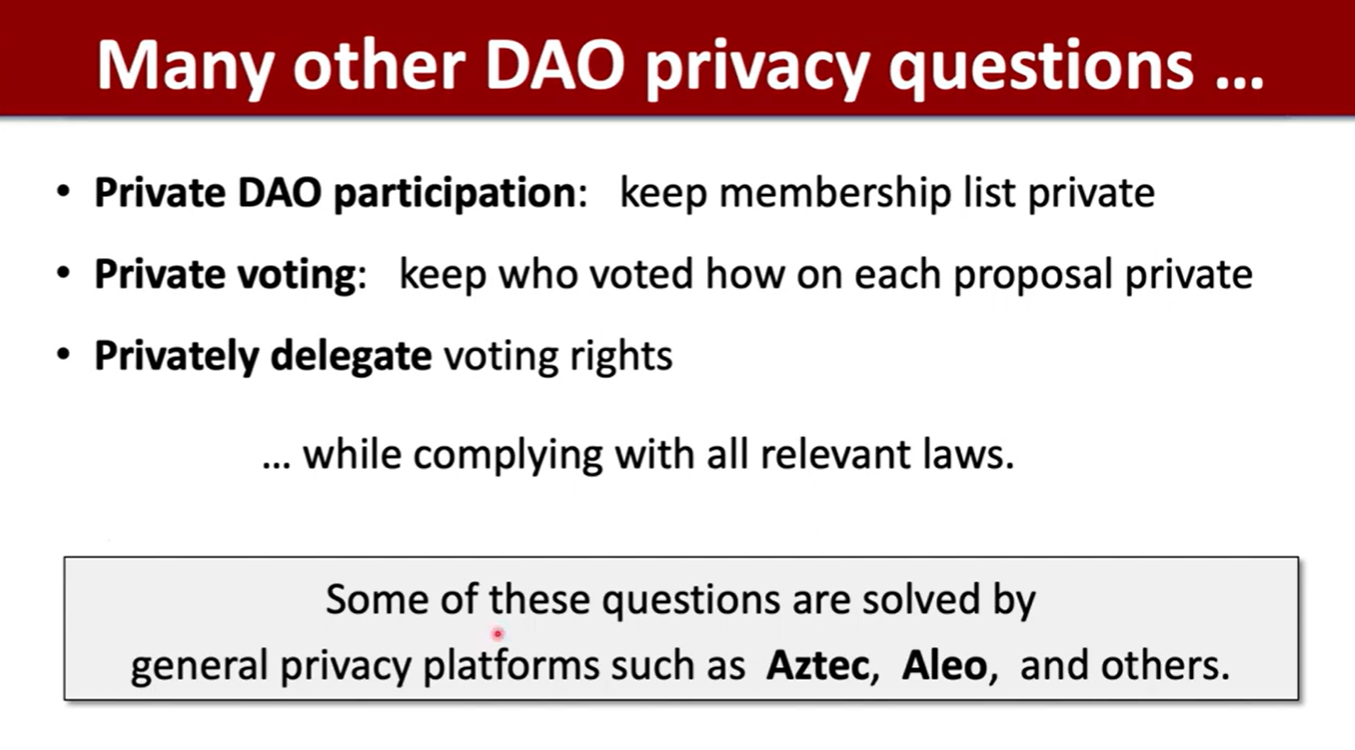 Many other DAO privacy questions …
• Private DAO participation: keep membership list private
• Private voting: keep who voted how on each proposal private
• Privately delegate voting rights
… while complying with all relevant laws.
Some of these questions are solved by
general privacy platforms such as Aztec, Aleo, and others.